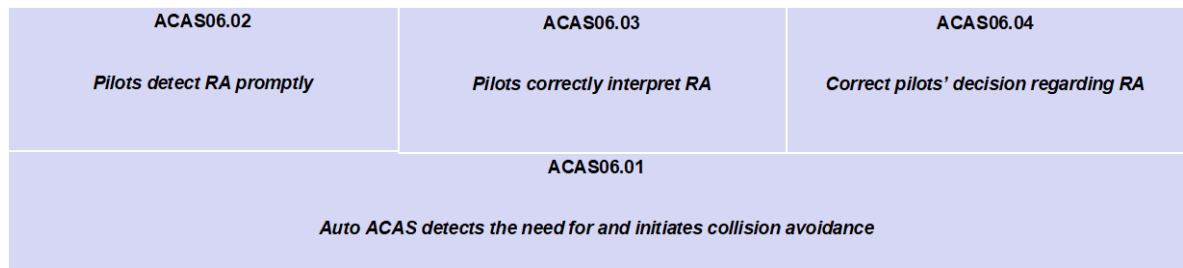 ACAS06.02
Pilots detect RA promptly
ACAS06.03
Pilots correctly interpret RA
ACAS06.04
Correct pilots’ decision regarding RA
ACAS06.01
Auto ACAS detects the need for and initiates collision avoidance